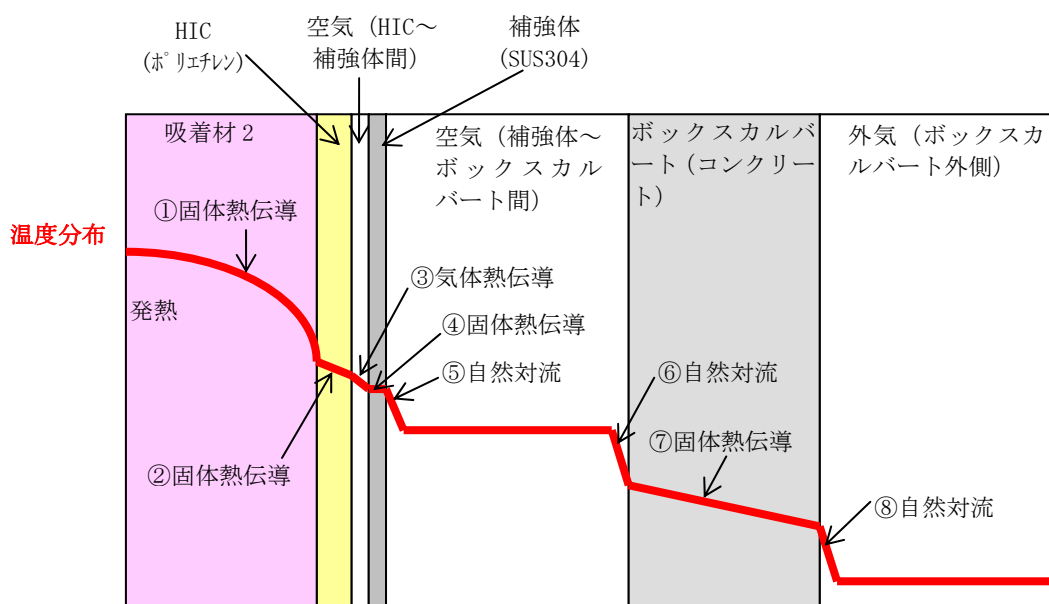 HIC
(ﾎﾟﾘｴﾁﾚﾝ)
空気（HIC～
補強体間）
補強体
(SUS304)
吸着材２
空気（補強体～
ボックスカル
バート間）
ボックスカルバ
ート（コンクリー
ト）
外気（ボックスカ
ルバート外側）
温度分布
①固体熱伝導
発熱
②固体熱伝導
③気体熱伝導
④固体熱伝導
⑤自然対流
⑥自然対流
⑦固体熱伝導
⑧自然対流